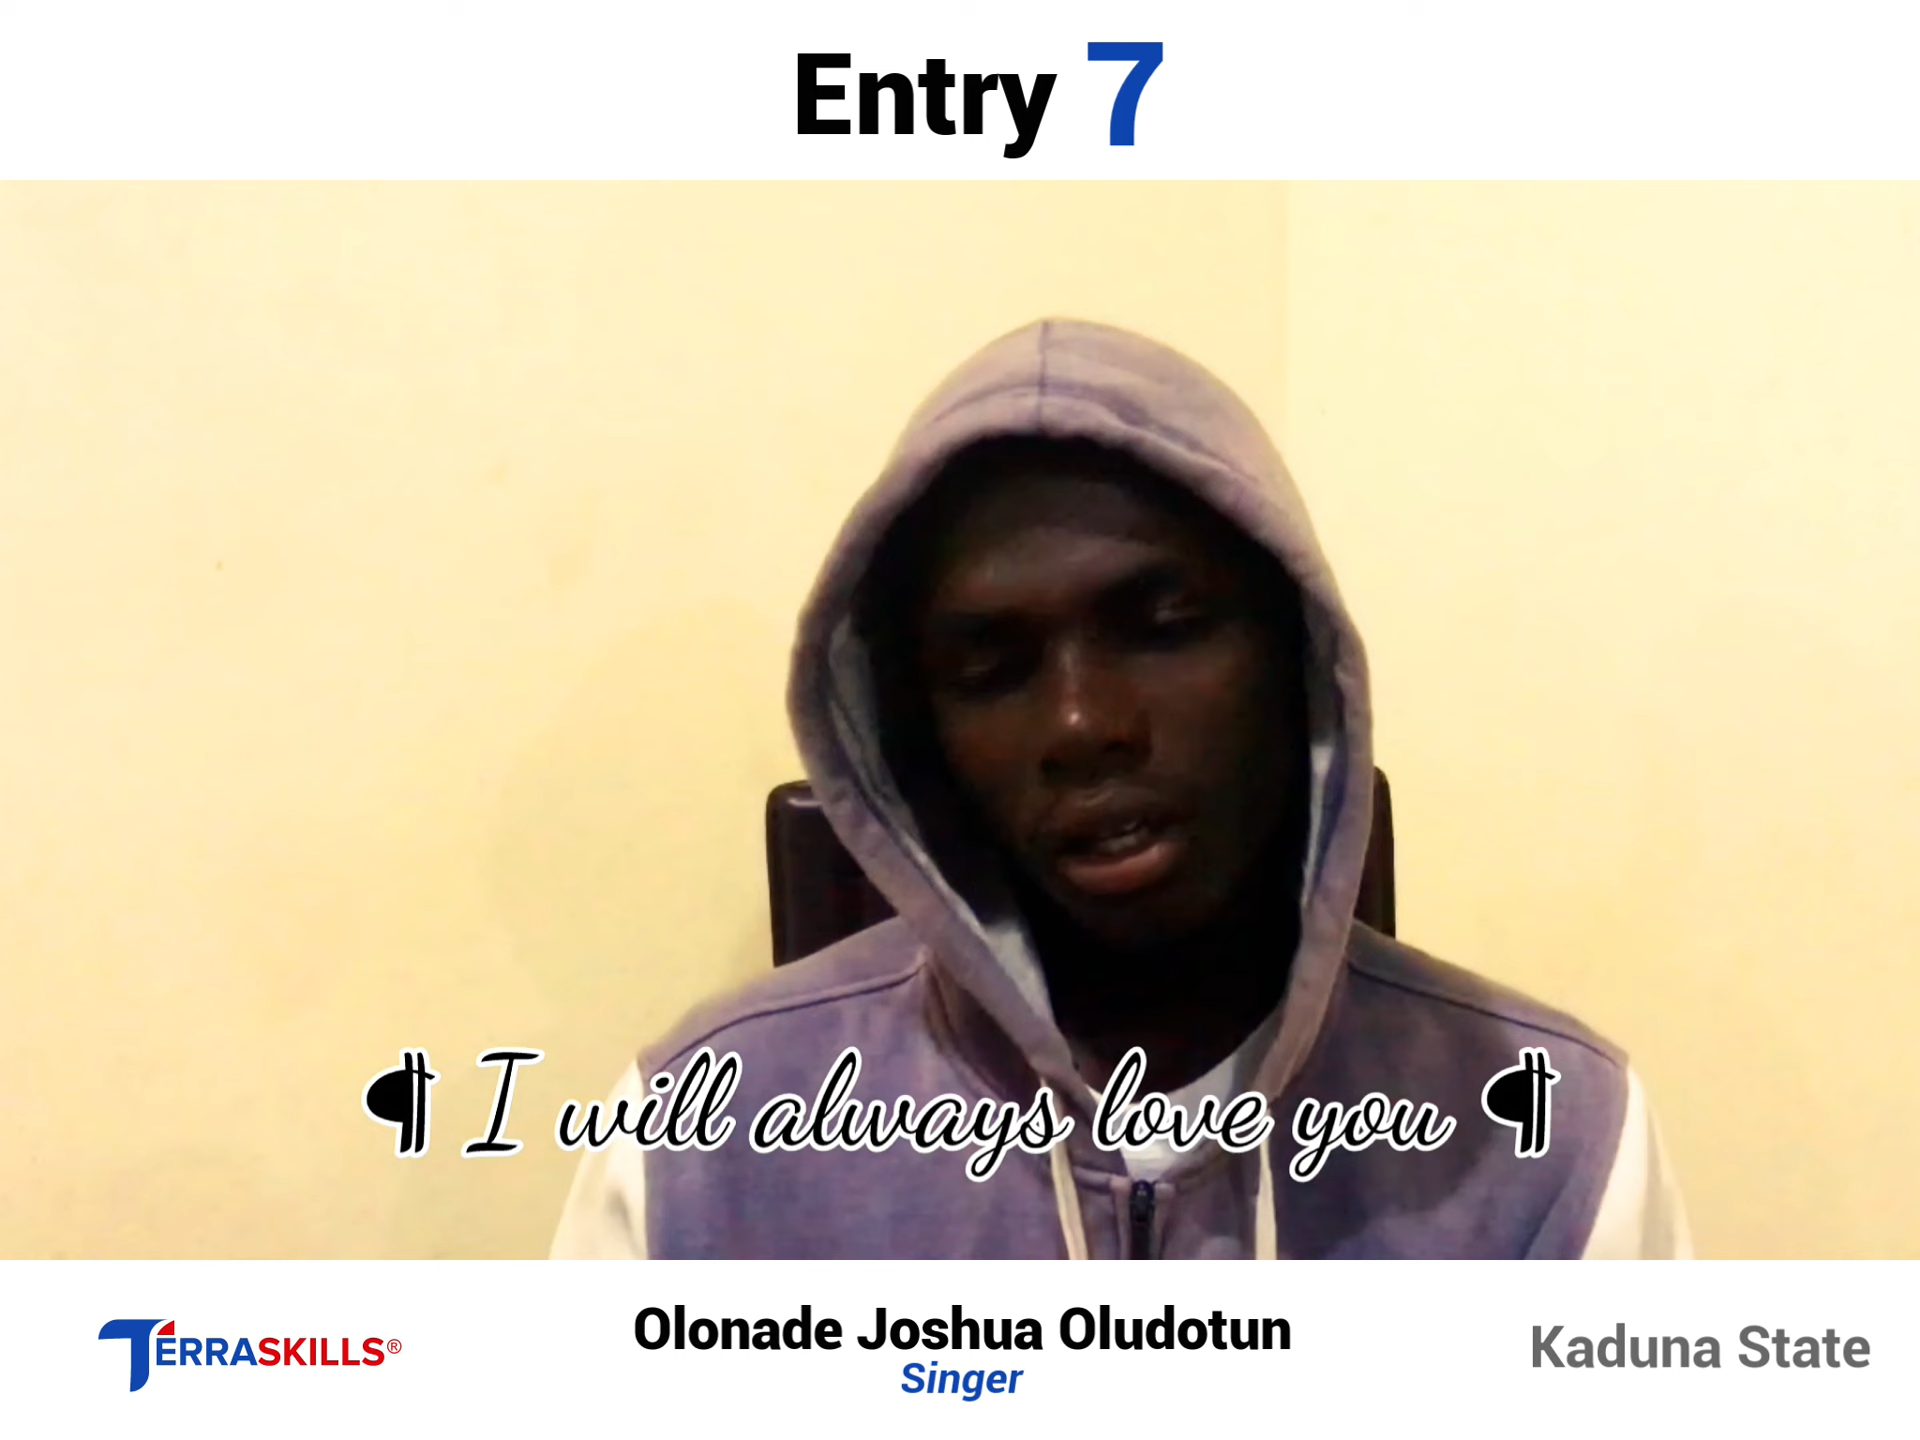 Entry 7
¶ I will always love you ¶
TERRASKILLS®
Olonade Joshua Oludotun
Singer
Kaduna State